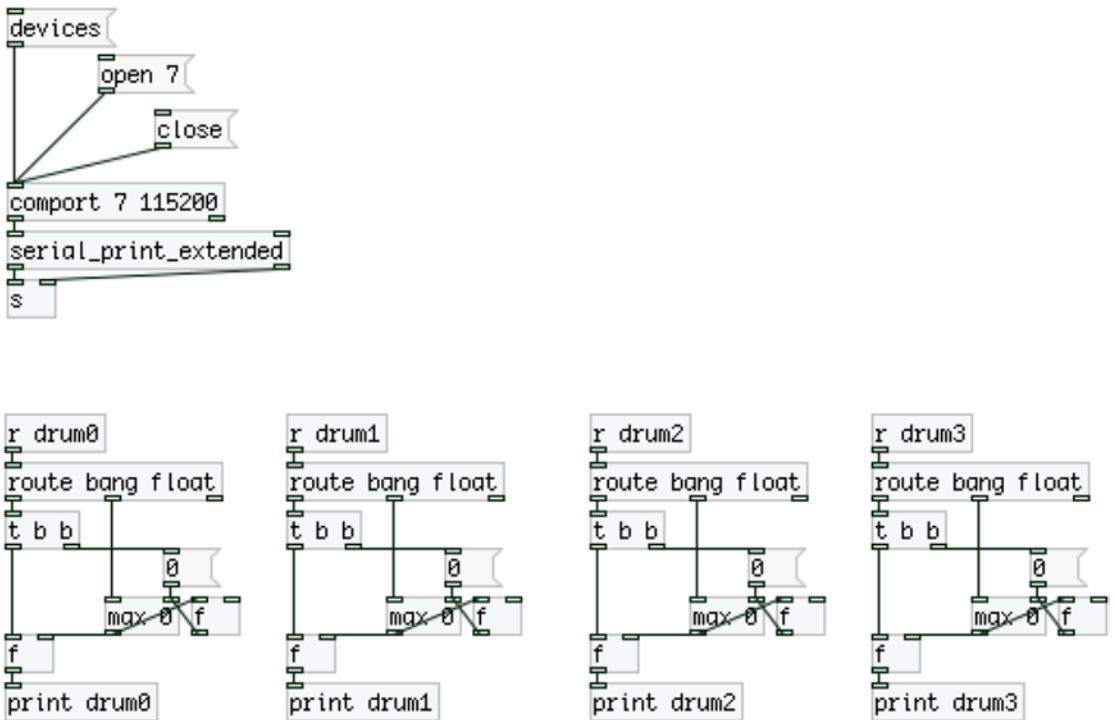 devices
open 7
close
comport 7 115200
serial_print_extended
s
r drum0 r drum1 r drum2 r drum3
route bang float route bang float route bang float route bang float
t b b t b b t b b t b b
0 0 0 0
max 0 f max 0 f max 0 f max 0 f
f f f f
print drum0 print drum1 print drum2 print drum3